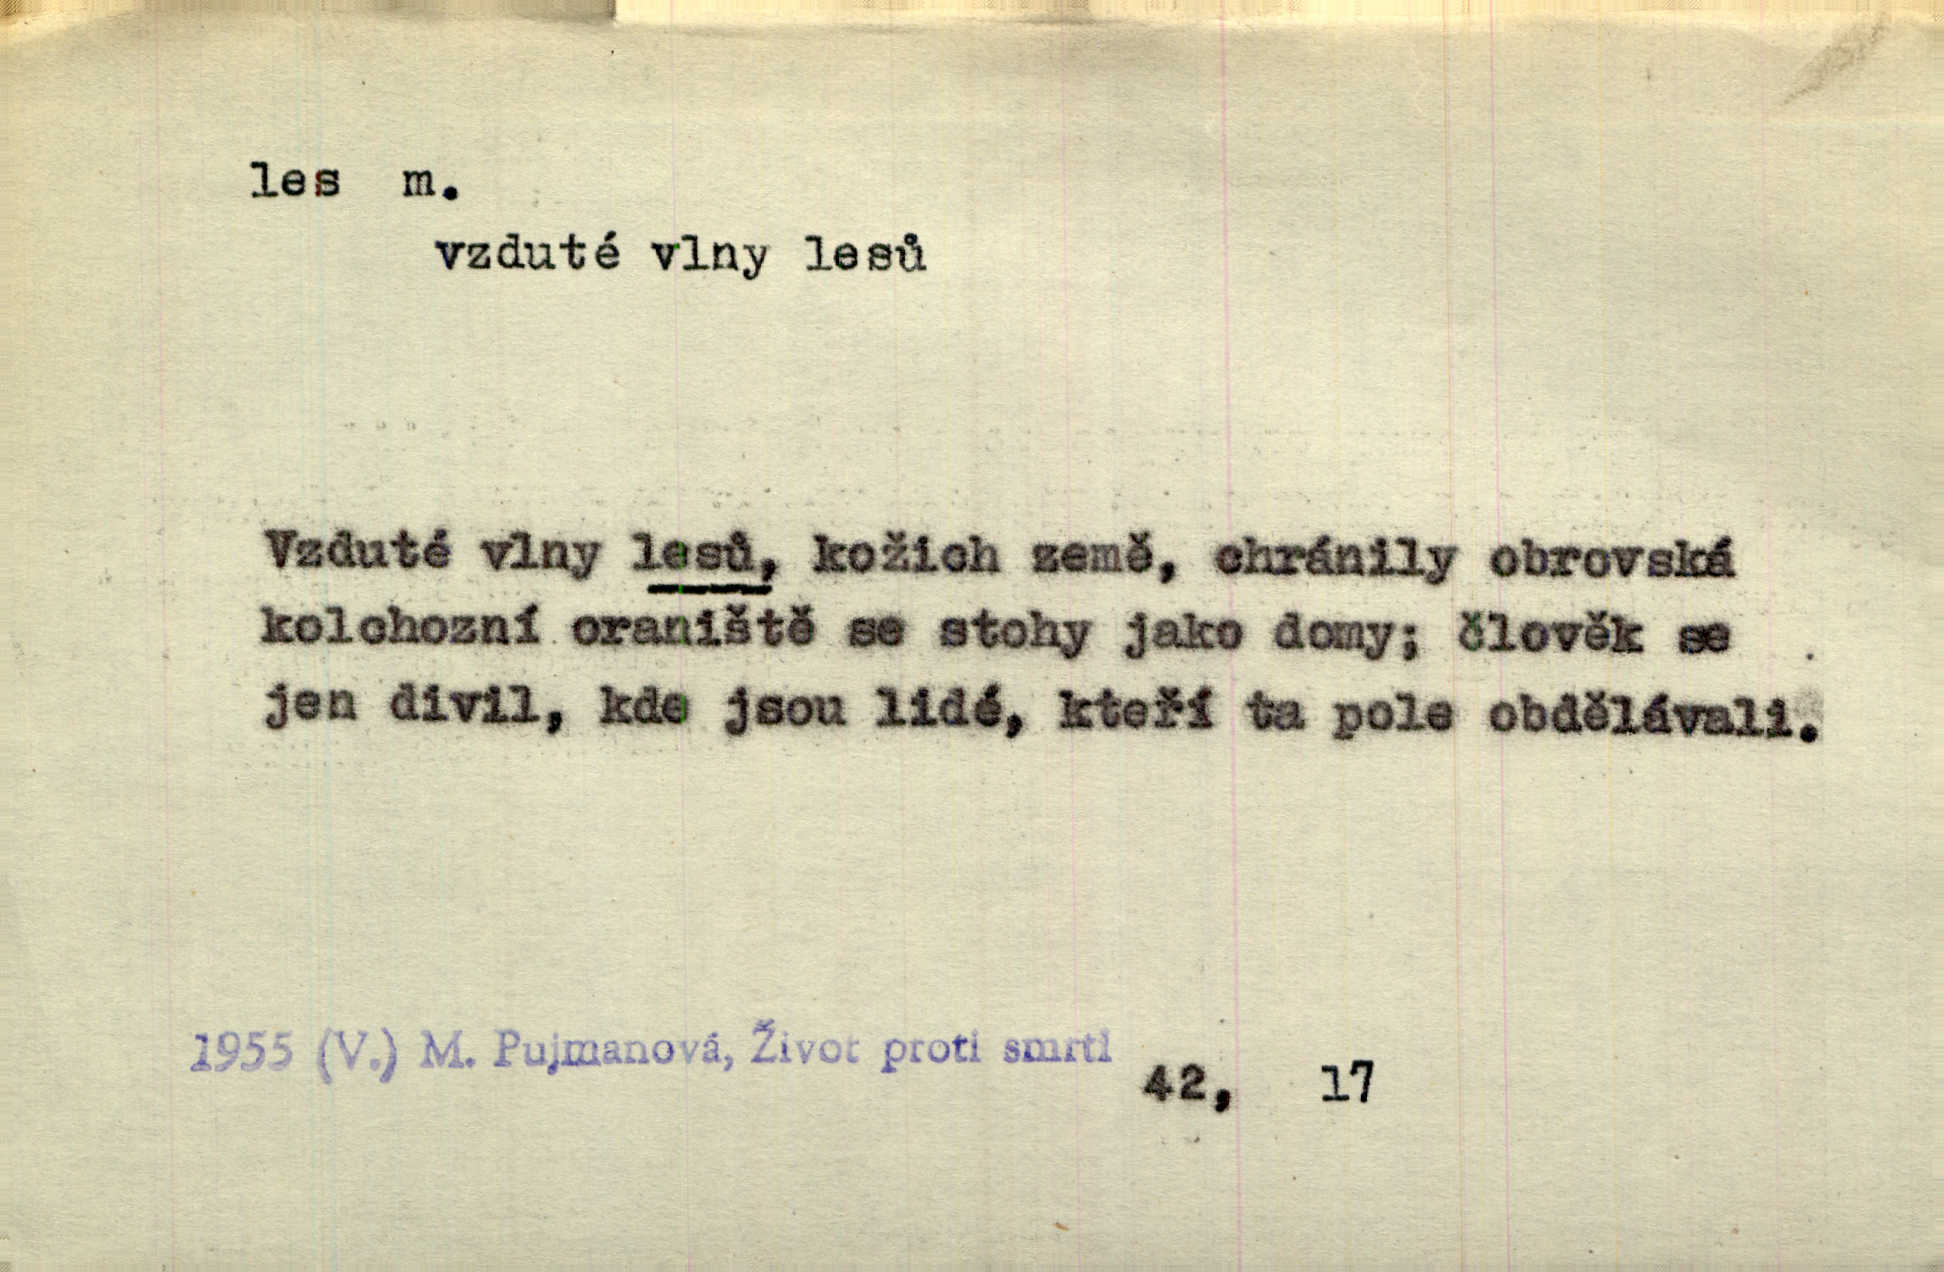 les m.
vzduté vlny lesů
Vzduté vlny lesů, kožich země, chránily obrovská
kolchozní oraniště se stohy jako domy; člověk se
jen divil, kde jsou lidé, kteří ta pole obdělávali.
1955 (V.) M. Pujmanová, Život proti smrti 42, 17